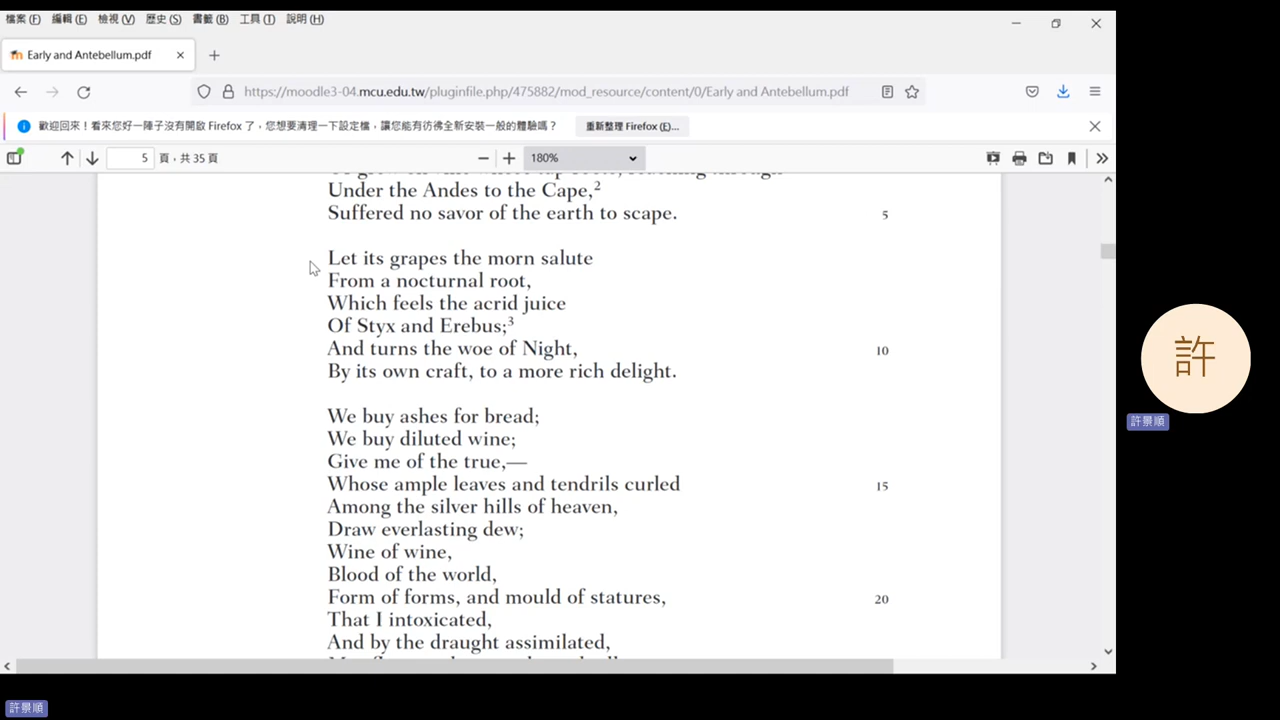 檔案 (F) 編輯 (E) 檢視 (V) 歷史 (S) 書籤 (B) 工具 (T) 說明 (H)
Early and Antebellum.pdf
https://moodle3-04.mcu.edu.tw/pluginfile.php/475882/mod_resource/content/0/Early and Antebellum.pdf
歡迎回來！看來您好一陣子沒有開啟 Firefox 了，您想要清理一下設定檔，讓您能有彷彿全新安裝一般的體驗嗎？ 重新整理 Firefox (E)...
5 頁，共 35 頁 180%
Under the Andes to the Cape,2
Suffered no savor of the earth to scape. 5
Let its grapes the morn salute
From a nocturnal root,
Which feels the acrid juice
Of Styx and Erebus;3
And turns the woe of Night, 10
By its own craft, to a more rich delight.
We buy ashes for bread;
We buy diluted wine;
Give me of the true,—
Whose ample leaves and tendrils curled 15
Among the silver hills of heaven,
Draw everlasting dew;
Wine of wine,
Blood of the world,
Form of forms, and mould of statures, 20
That I intoxicated,
And by the draught assimilated,
許
許景順
許景順